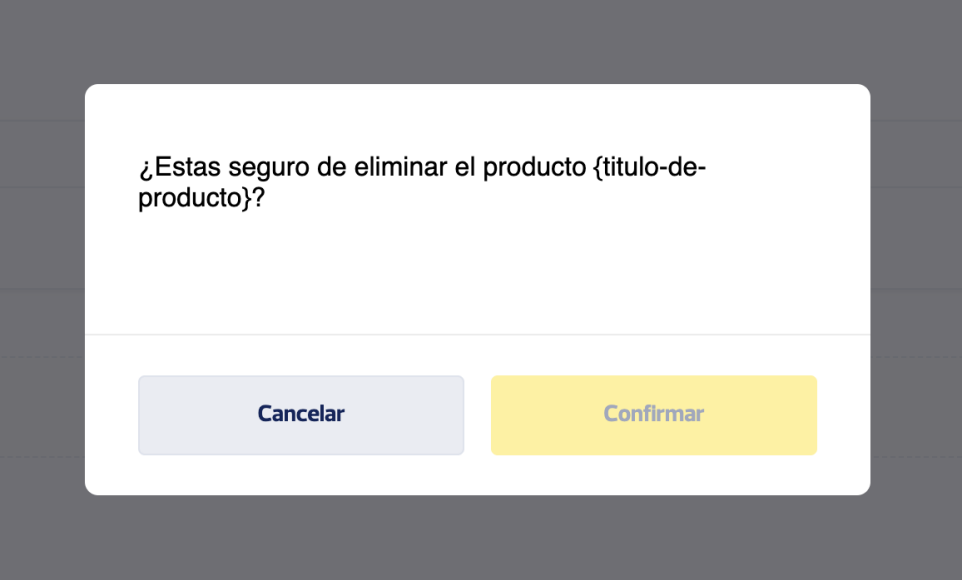 ¿Estas seguro de eliminar el producto {titulo-de-
producto}?
Cancelar
Confirmar